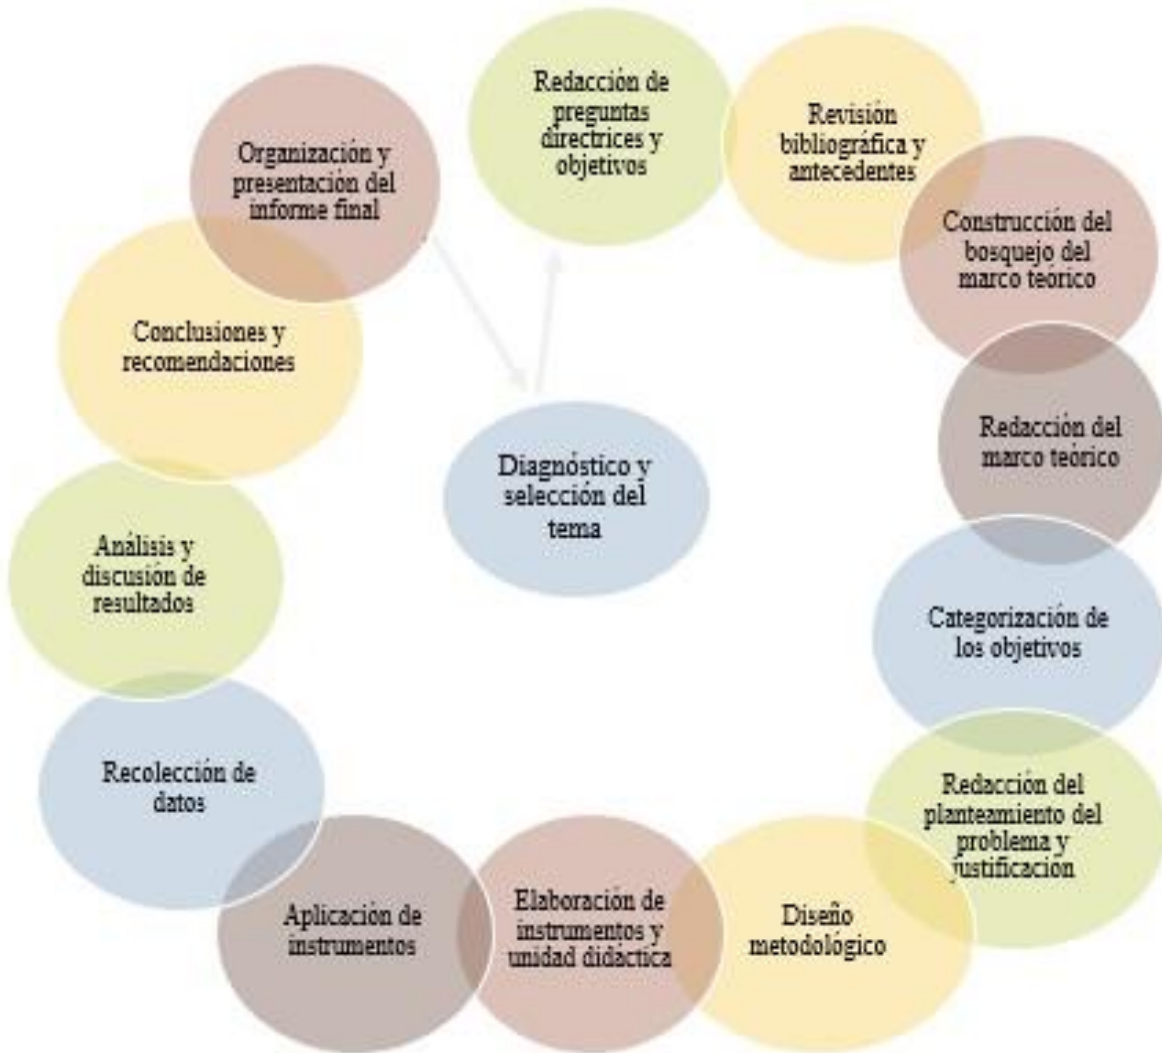 Diagnóstico y
selección del
tema
Redacción de
preguntas
directrices y
objetivos
Revisión
bibliográfica y
antecedentes
Construcción del
bosquejo del
marco teórico
Redacción del
marco teórico
Categorización de
los objetivos
Redacción del
planteamiento del
problema y
justificación
Diseño
metodológico
Elaboración de
instrumentos y
unidad didáctica
Aplicación de
instrumentos
Recolección de
datos
Análisis y
discusión de
resultados
Conclusiones y
recomendaciones
Organización y
presentación del
informe final